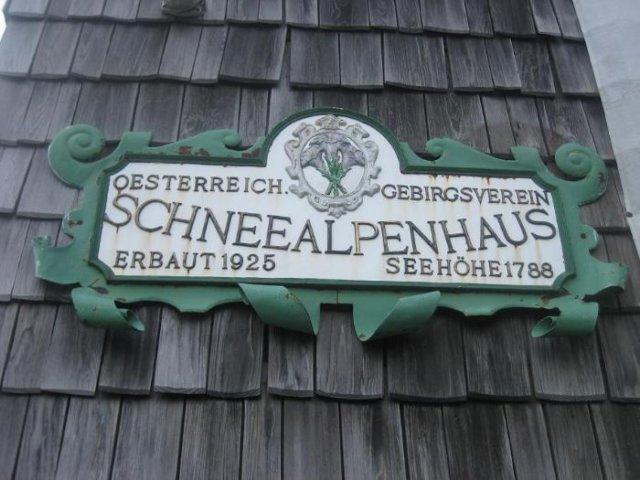 OESTERREICH. GEBIRGSVEREIN
SCHNEEALPENHAUS
ERBAUT 1925 SEEHÖHE 1788